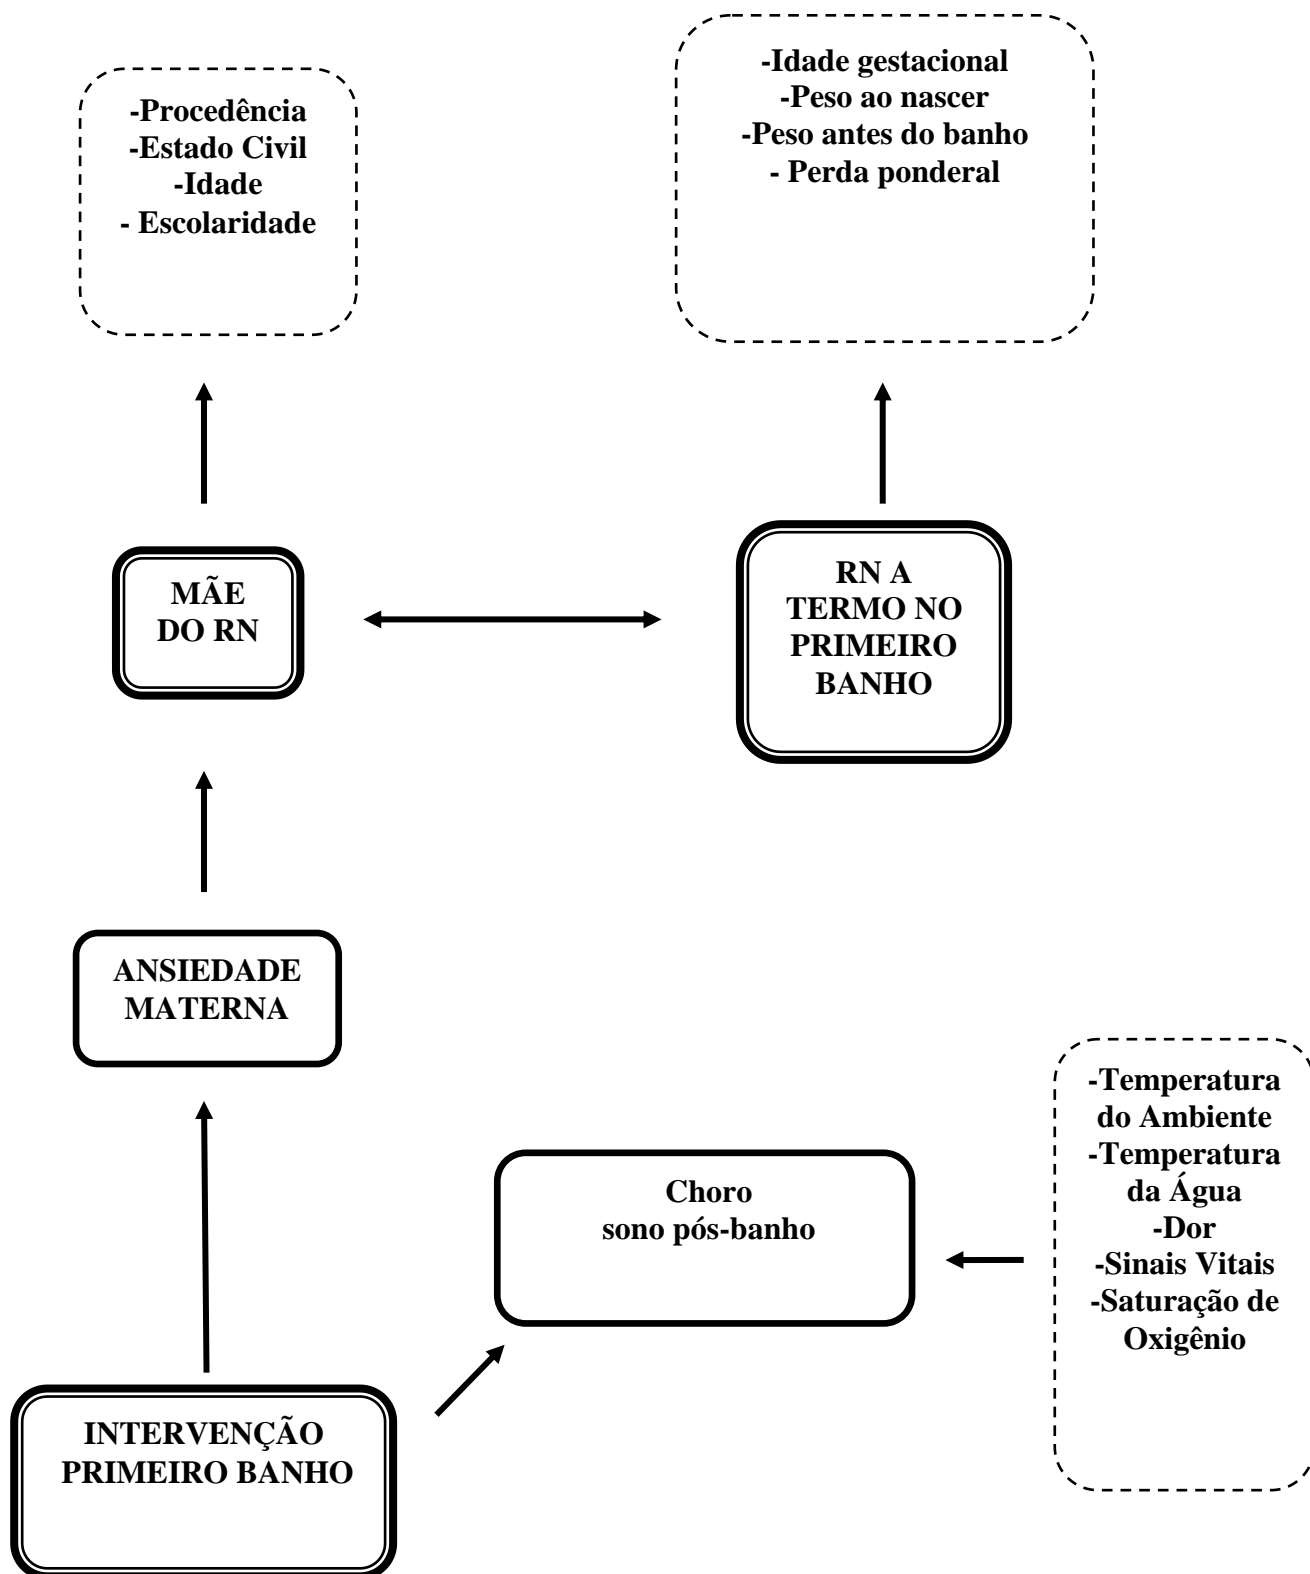 -Procedência
-Estado Civil
-Idade
- Escolaridade
-Idade gestacional
-Peso ao nascer
-Peso antes do banho
- Perda ponderal
MÃE
DO RN
RN A
TERMO NO
PRIMEIRO
BANHO
ANSIEDADE
MATERNA
-Temperatura
do Ambiente
-Temperatura
da Água
-Dor
-Sinais Vitais
-Saturação de
Oxigênio
Choro
sono pós-banho
INTERVENÇÃO
PRIMEIRO BANHO